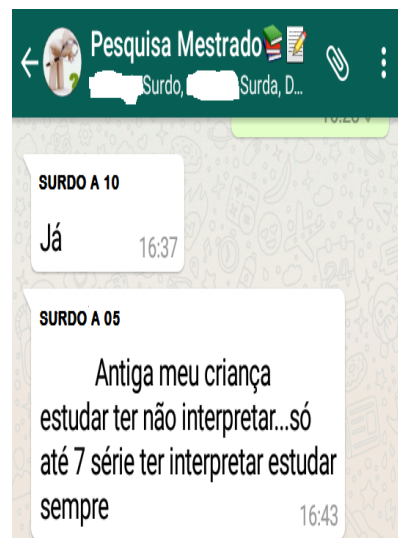 Pesquisa Mestrado📚📝
Surdo, Surda, D...
SURDO A 10
Já
16:37
SURDO A 05
Antiga meu criança
estudar ter não interpretar...só
até 7 série ter interpretar estudar
sempre
16:43